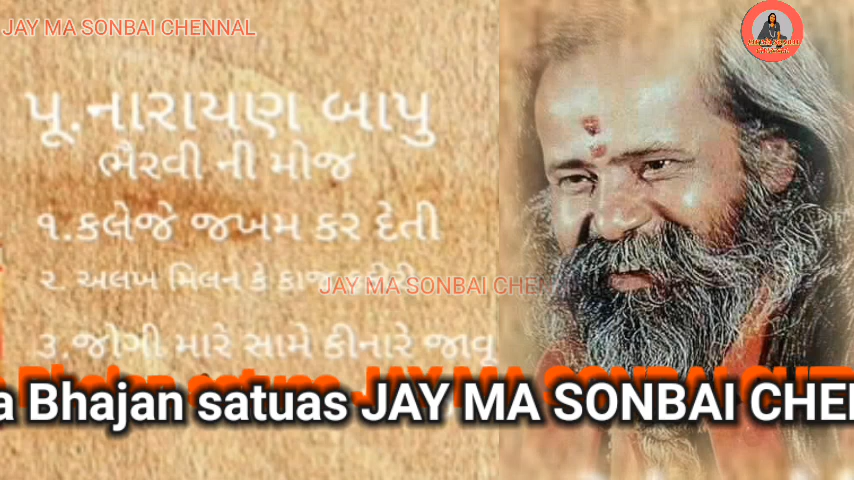 JAY MA SONBAI CHENNAL
પૂ.નારાયણ બાપુ
ભૈરવી ની મોજ
૧.કલેજે જખમ કર દેતી
૨. અલખ મિલન કે કાજ
JAY MA SONBAI CHEN
૩.જોગી મારે સામે કીનારે જાવૂ
a Bhajan satuas JAY MA SONBAI CHE